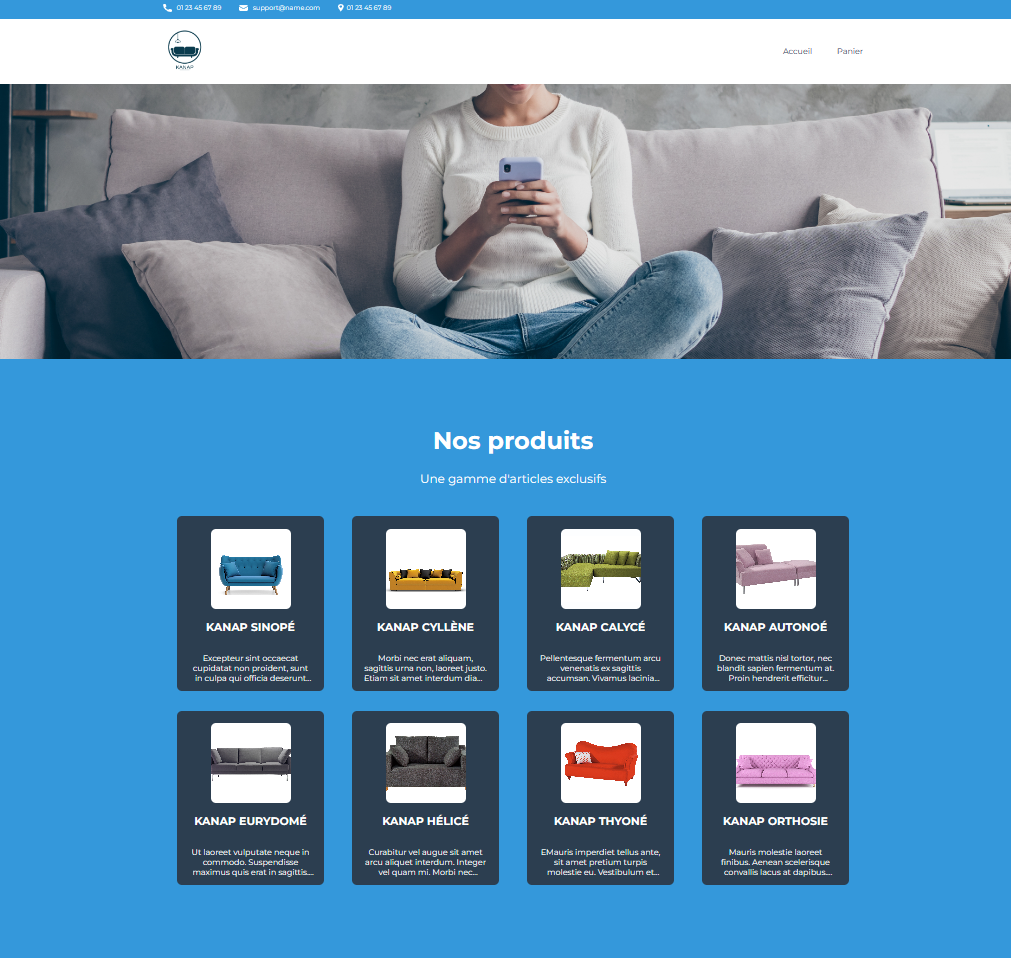 01 23 45 67 89 support@name.com 01 23 45 67 89
KANAP
Accueil Panier
Nos produits
Une gamme d'articles exclusifs
KANAP SINOPÉ
Excepteur sint occaecat
cupidatat non proident, sunt
in culpa qui officia deserunt...
KANAP CYLLÈNE
Morbi nec erat aliquam,
sagittis urna non, laoreet justo.
Etiam sit amet interdum dia...
KANAP CALYCÉ
Pellentesque fermentum arcu
venenatis ex sagittis
accumsan. Vivamus lacinia...
KANAP AUTONOÉ
Donec mattis nisl tortor, nec
blandit sapien fermentum at.
Proin hendrerit efficitur...
KANAP EURYDOMÉ
Ut laoreet vulputate neque in
commodo. Suspendisse
maximus quis erat in sagittis....
KANAP HÉLICÉ
Curabitur vel augue sit amet
arcu aliquet interdum. Integer
vel quam mi. Morbi nec...
KANAP THYONÉ
EMauris imperdiet tellus ante,
sit amet pretium turpis
molestie eu. Vestibulum et...
KANAP ORTHOSIE
Mauris molestie laoreet
finibus. Aenean scelerisque
convallis lacus at dapibus....